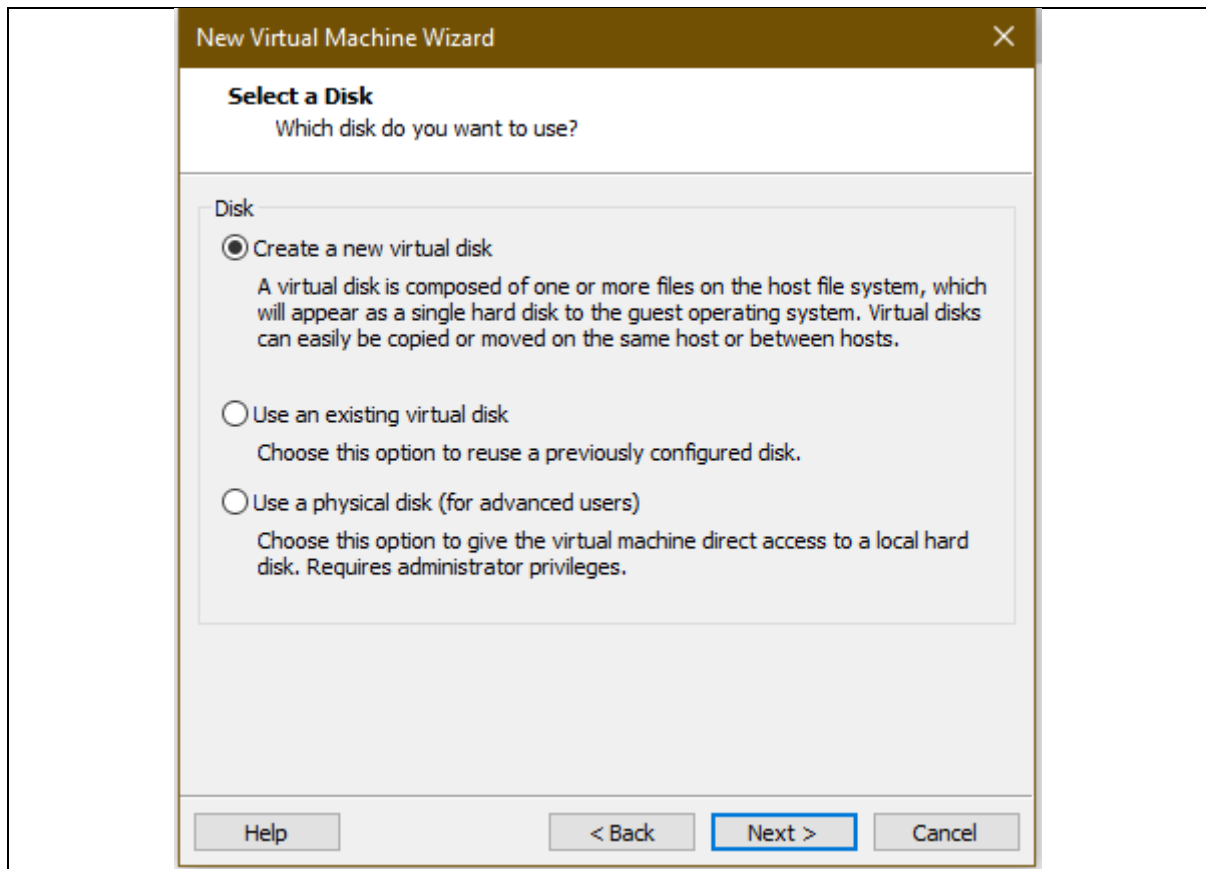 New Virtual Machine Wizard
Select a Disk
Which disk do you want to use?
Disk
Create a new virtual disk
A virtual disk is composed of one or more files on the host file system, which
will appear as a single hard disk to the guest operating system. Virtual disks
can easily be copied or moved on the same host or between hosts.
Use an existing virtual disk
Choose this option to reuse a previously configured disk.
Use a physical disk (for advanced users)
Choose this option to give the virtual machine direct access to a local hard
disk. Requires administrator privileges.
Help < Back Next > Cancel